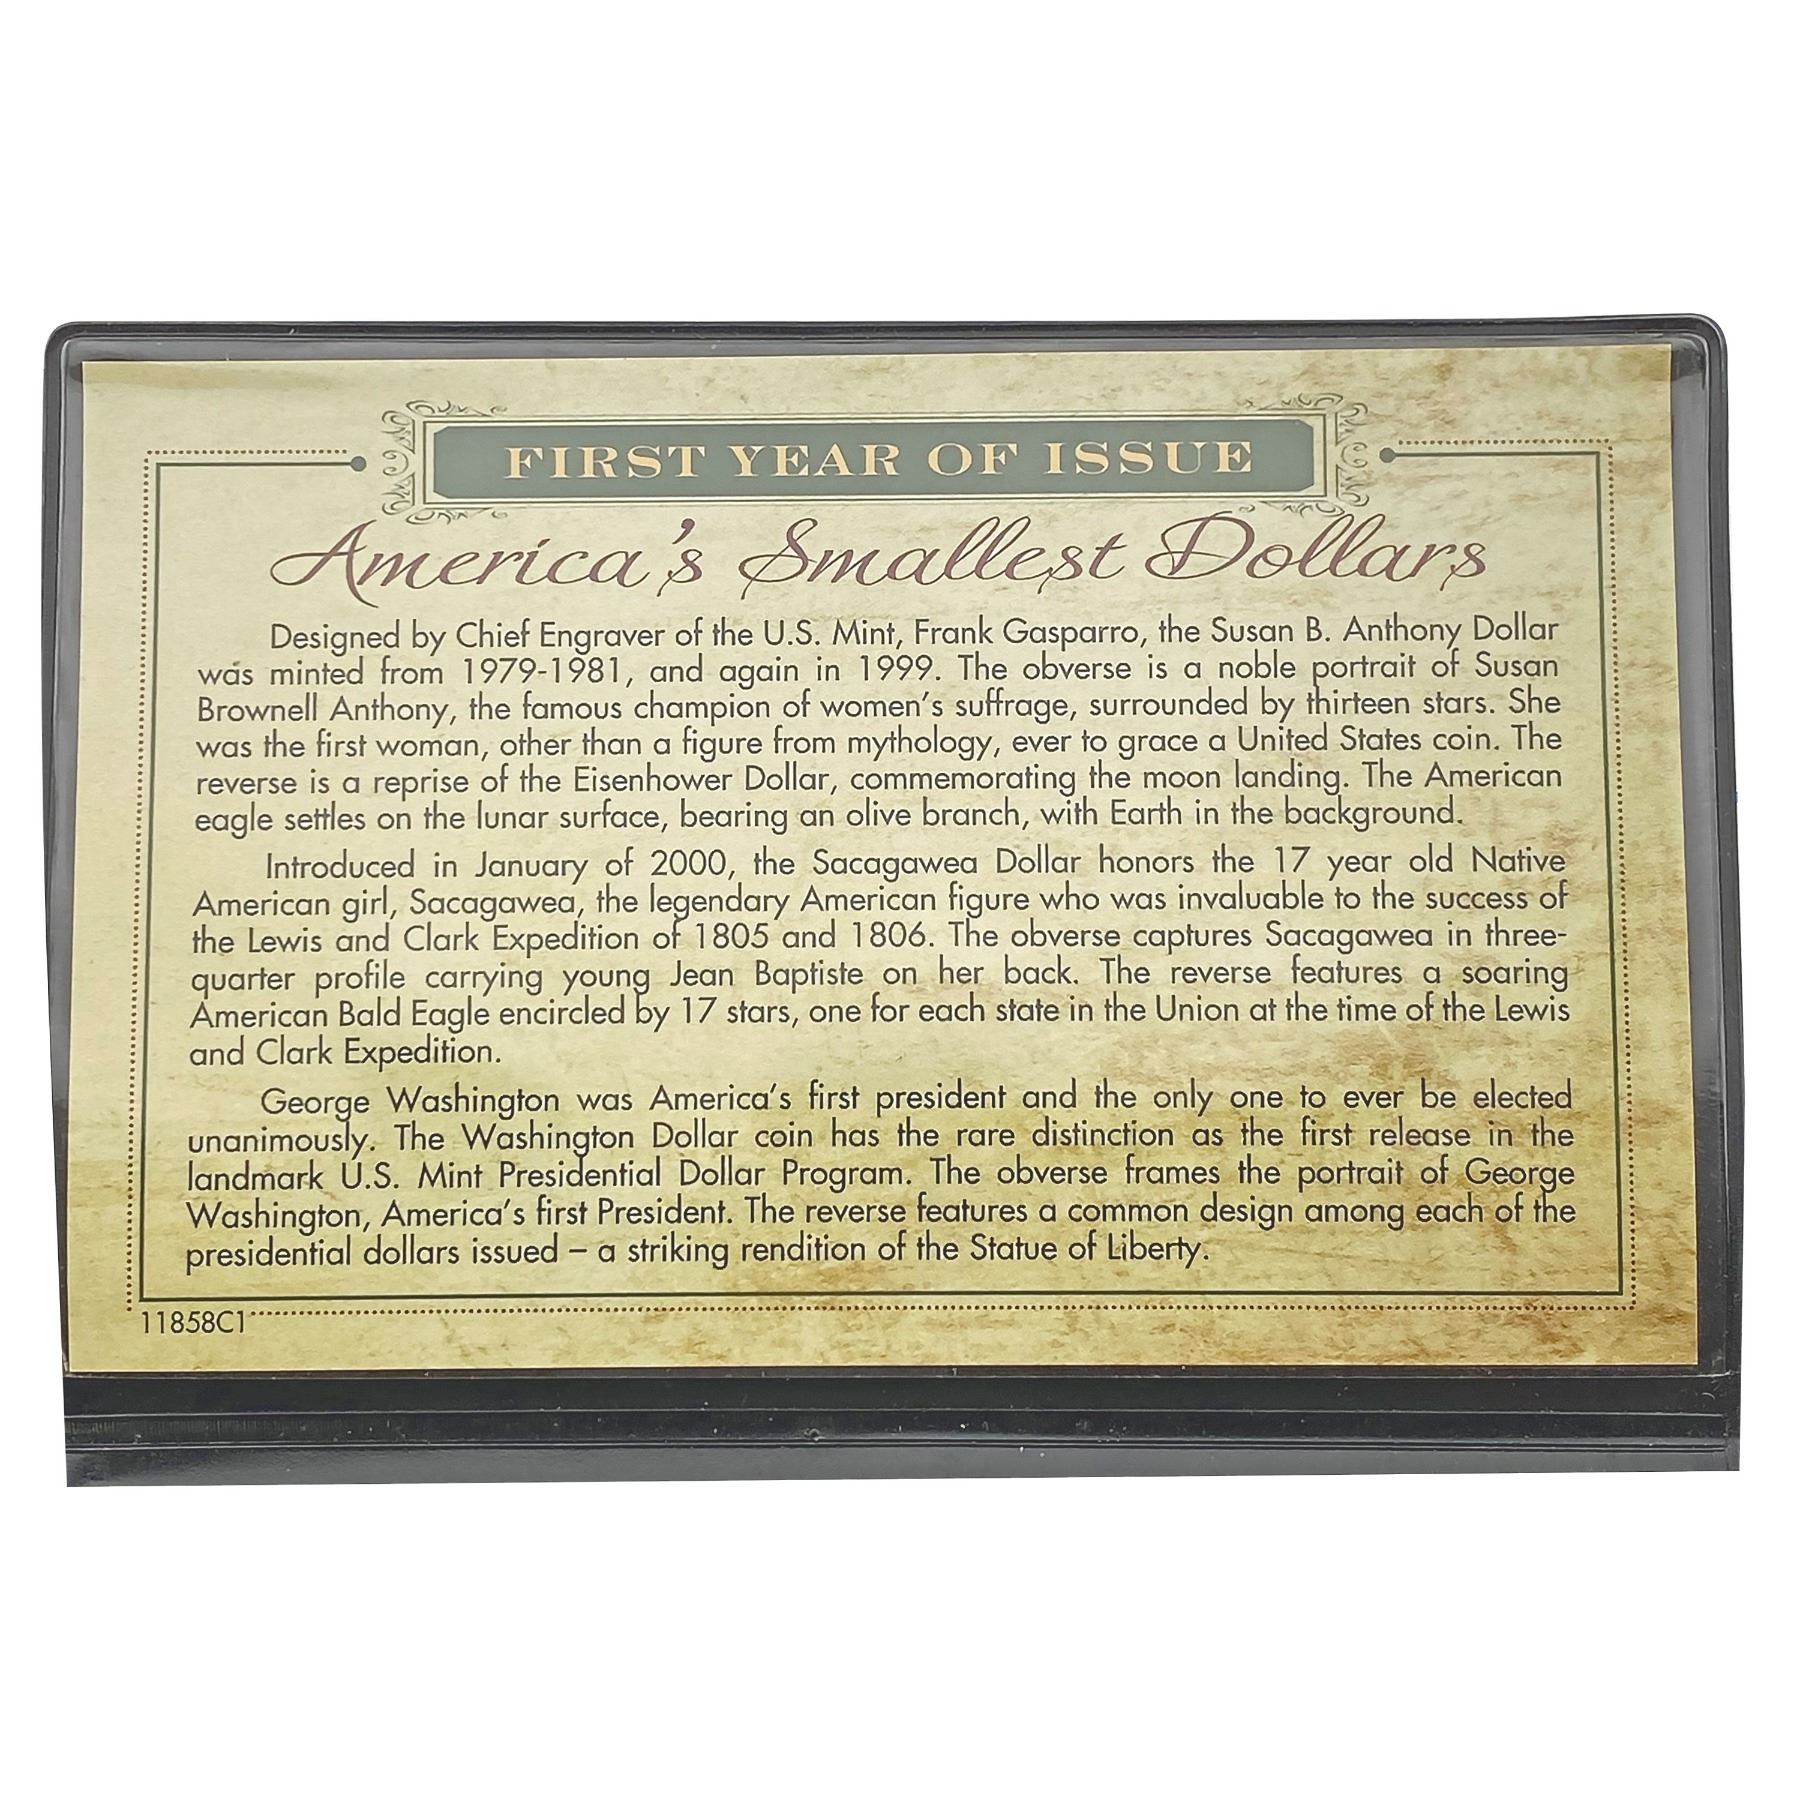 FIRST YEAR OF ISSUE
America's Smallest Dollars
Designed by Chief Engraver of the U.S. Mint, Frank Gasparro, the Susan B. Anthony Dollar
was minted from 1979-1981, and again in 1999. The obverse is a noble portrait of Susan
Brownell Anthony, the famous champion of women's suffrage, surrounded by thirteen stars. She
was the first woman, other than a figure from mythology, ever to grace a United States coin. The
reverse is a reprise of the Eisenhower Dollar, commemorating the moon landing. The American
eagle settles on the lunar surface, bearing an olive branch, with Earth in the background.
Introduced in January of 2000, the Sacagawea Dollar honors the 17 year old Native
American girl, Sacagawea, the legendary American figure who was invaluable to the success of
the Lewis and Clark Expedition of 1805 and 1806. The obverse captures Sacagawea in three-
quarter profile carrying young Jean Baptiste on her back. The reverse features a soaring
American Bald Eagle encircled by 17 stars, one for each state in the Union at the time of the Lewis
and Clark Expedition.
George Washington was America's first president and the only one to ever be elected
unanimously. The Washington Dollar coin has the rare distinction as the first release in the
landmark U.S. Mint Presidential Dollar Program. The obverse frames the portrait of George
Washington, America's first President. The reverse features a common design among each of the
presidential dollars issued – a striking rendition of the Statue of Liberty.
11858C1